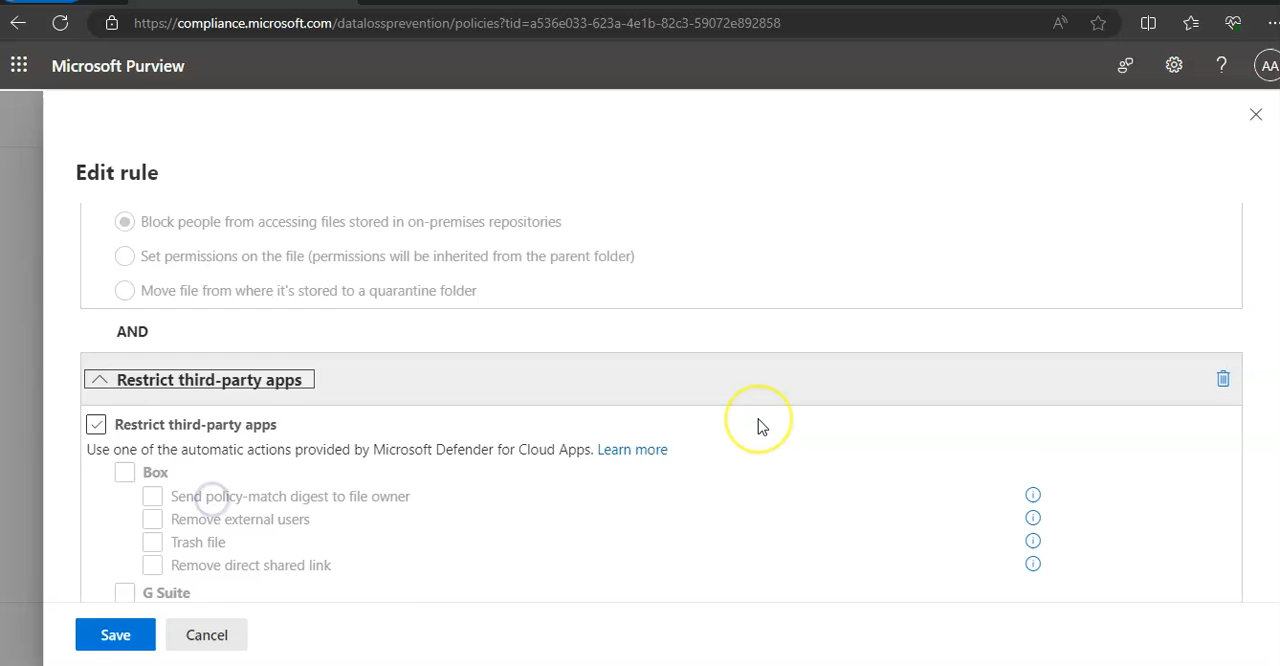 https://compliance.microsoft.com/datalossprevention/policies?tid=a536e033-623a-4e1b-82c3-59072e892858
Microsoft Purview
AA
Edit rule
Block people from accessing files stored in on-premises repositories
Set permissions on the file (permissions will be inherited from the parent folder)
Move file from where it's stored to a quarantine folder
AND
Restrict third-party apps
Restrict third-party apps
Use one of the automatic actions provided by Microsoft Defender for Cloud Apps. Learn more
Box
Send policy-match digest to file owner
Remove external users
Trash file
Remove direct shared link
G Suite
Save Cancel